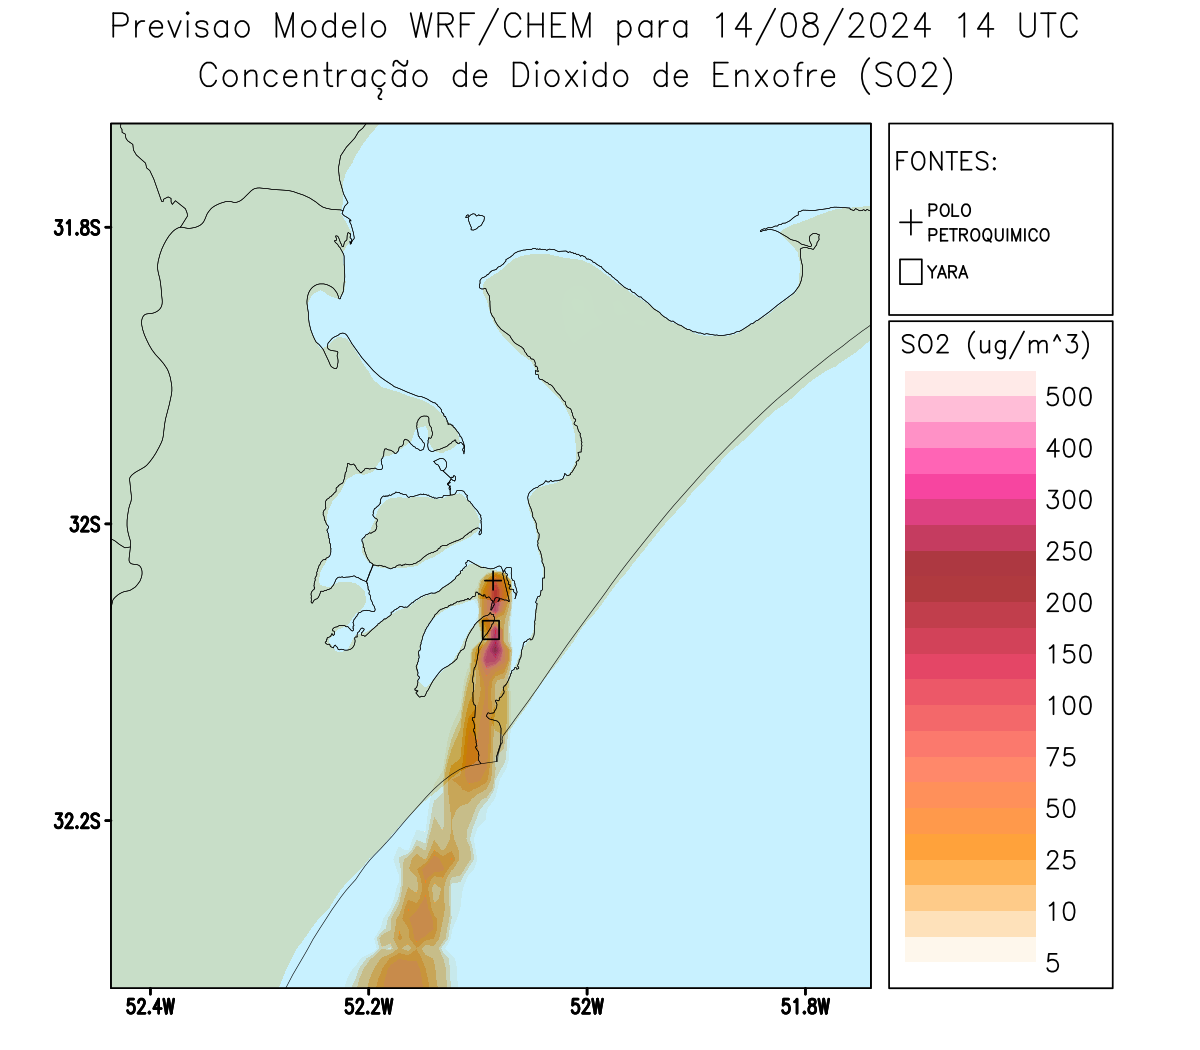 Previsao Modelo WRF/CHEM para 14/08/2024 14 UTC
Concentração de Dioxido de Enxofre (SO2)
FONTES:
POLO
PETROQUIMICO
YARA
SO2 (ug/m^3)
500
400
300
250
200
150
100
75
50
25
10
5
31.8S
32S
32.2S
52.4W
52.2W
52W
51.8W